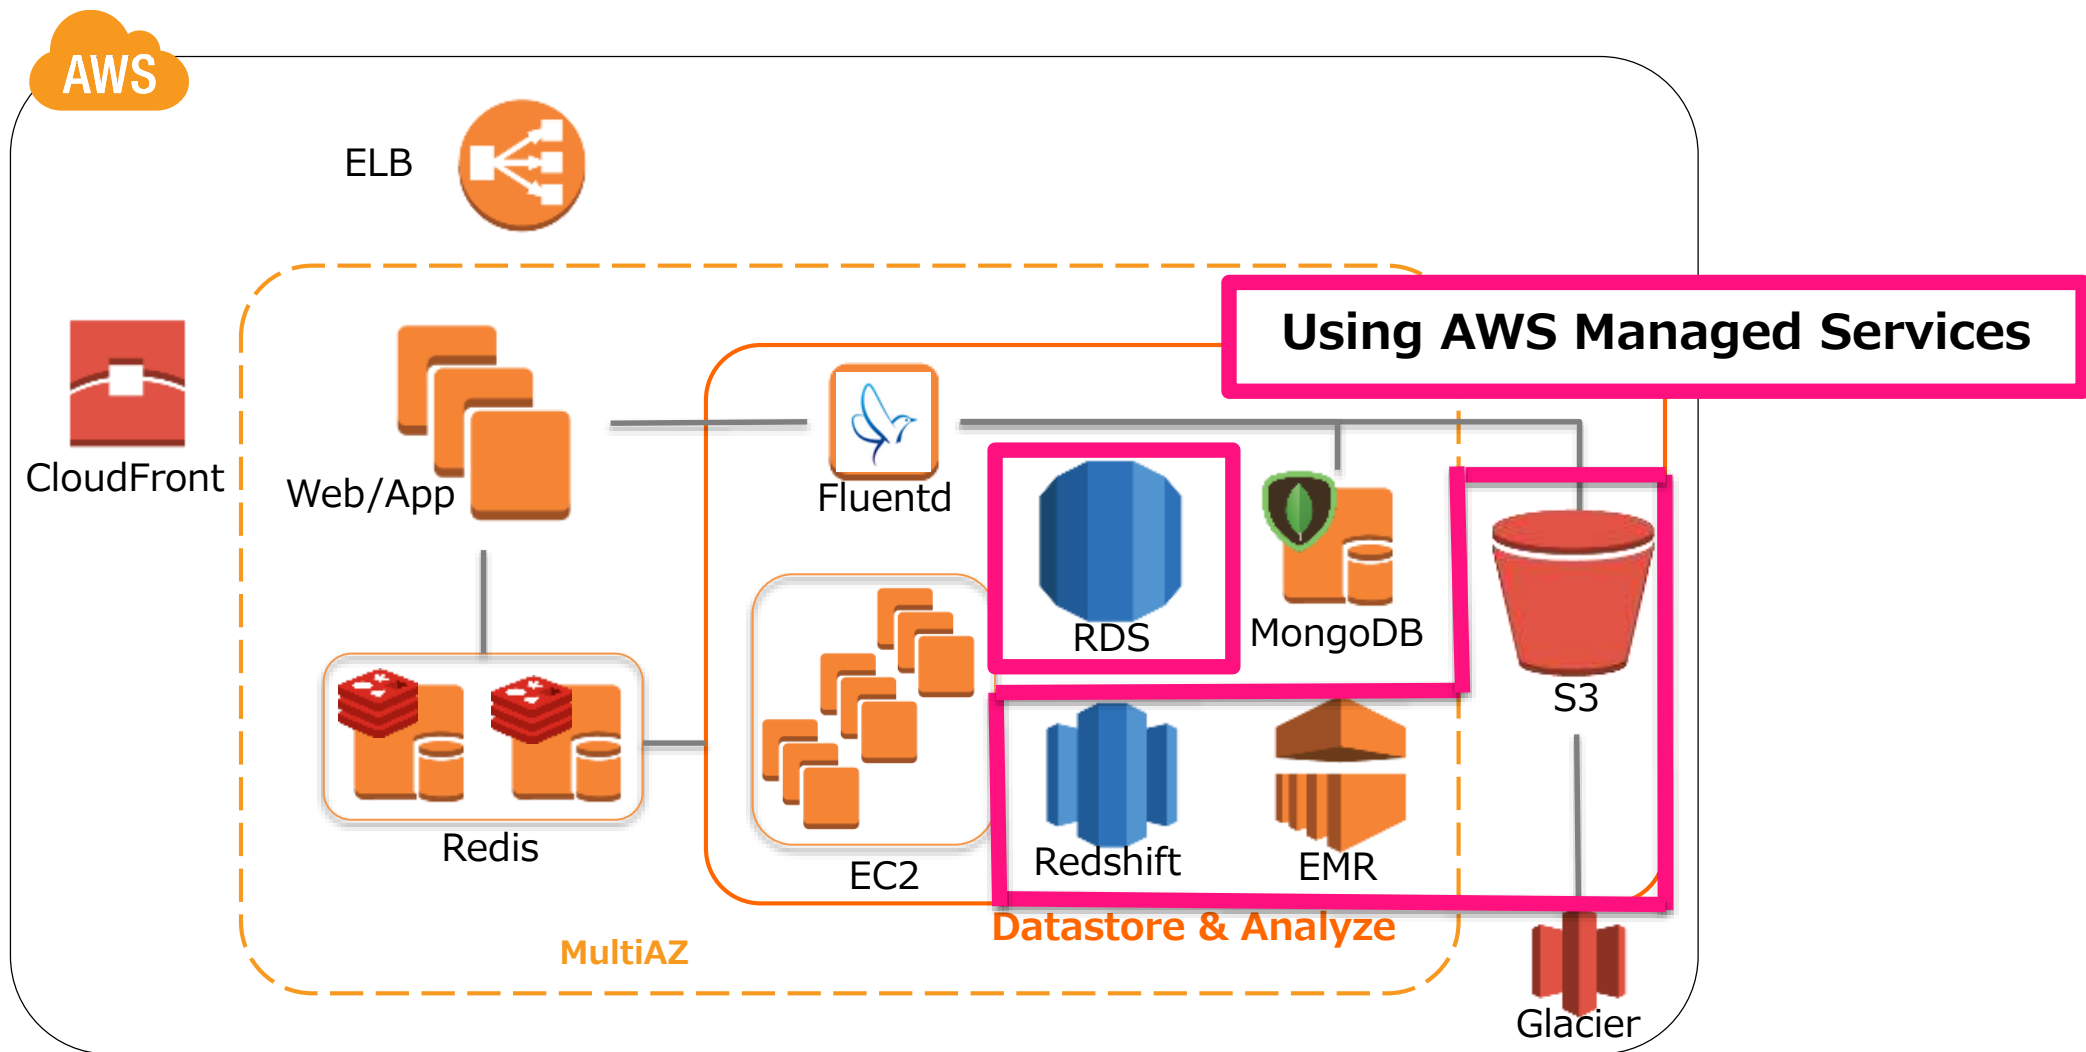 AWS
ELB
Using AWS Managed Services
CloudFront
Web/App
Fluentd
RDS
MongoDB
S3
Redis
EC2
Redshift
EMR
Datastore & Analyze
MultiAZ
Glacier